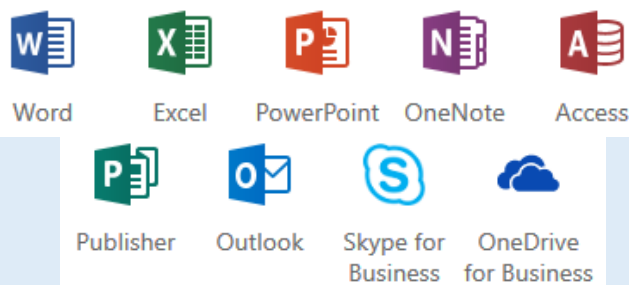 W X P N A
Word Excel PowerPoint OneNote Access
P O S
Publisher Outlook Skype for OneDrive
Business for Business